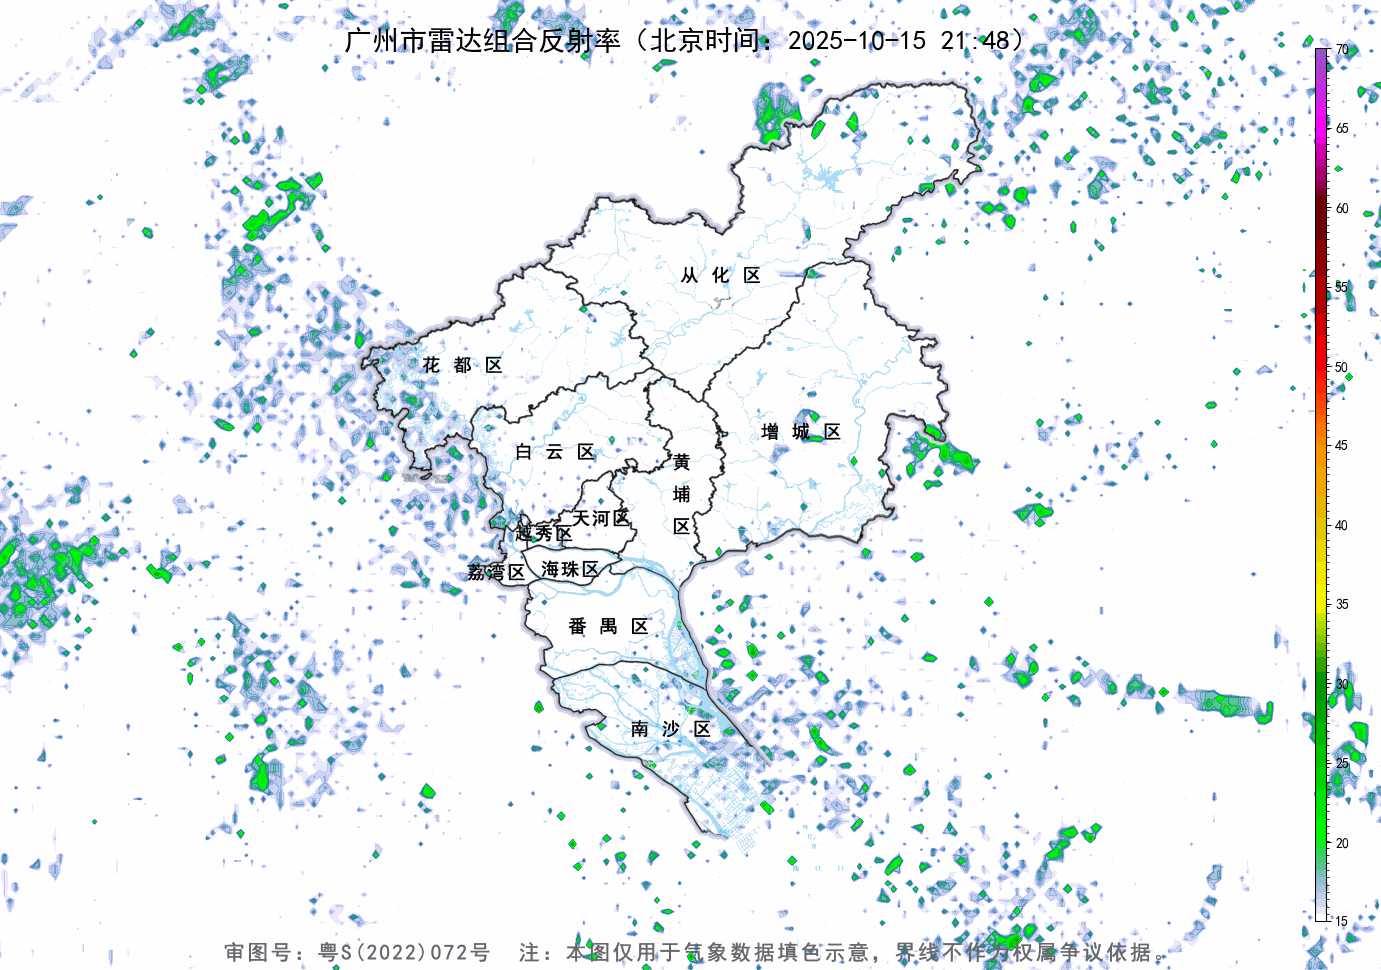 广州市雷达组合反射率（北京时间：2025-10-15 21:48）
70
65
60
55
50
45
40
35
30
25
20
15
从化区
花都区
增城区
白云区
黄埔区
天河区
越秀区
荔湾区
海珠区
番禺区
南沙区
审图号：粤S(2022)072号 注：本图仅用于气象数据填色示意，界线不作为权属争议依据。